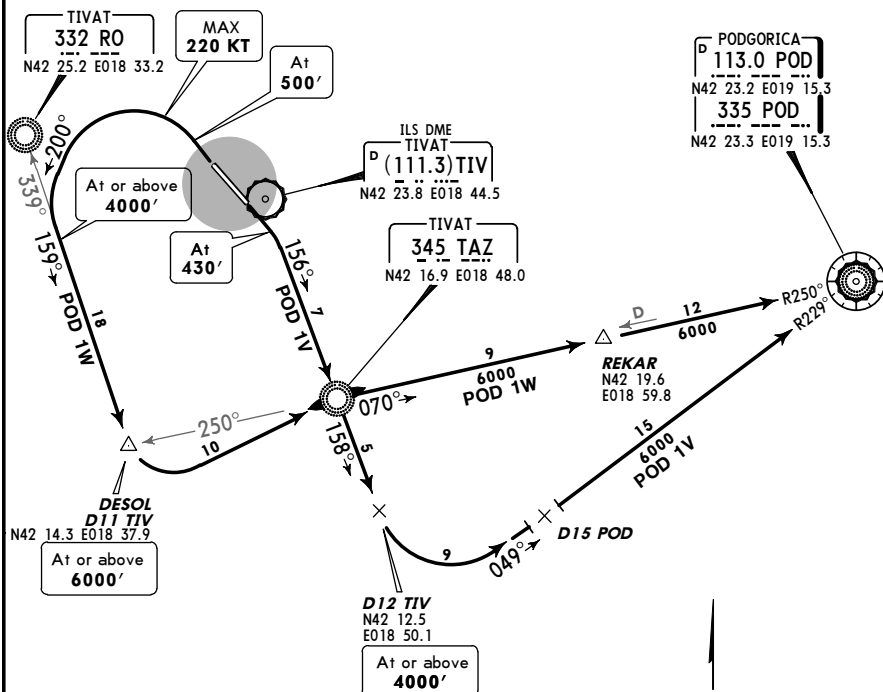 TIVAT
332 RO
N42 25.2 E018 33.2
MAX
220 KT
At
500'
PODGORICA
D 113.0 POD
N42 23.2 E019 15.3
335 POD
N42 23.3 E019 15.3
ILS DME
TIVAT
D (111.3) TIV
N42 23.8 E018 44.5
200°
339°
At or above
4000'
At
430'
TIVAT
345 TAZ
N42 16.9 E018 48.0
159°
18
POD 1W
156°
7
POD 1V
R250°
R229°
D
12
6000
9
6000
POD 1W
REKAR
N42 19.6
E018 59.8
070°
250°
10
158°
5
15
6000
POD 1V
DESOL
D11 TIV
N42 14.3 E018 37.9
At or above
6000'
9
049°
D15 POD
D12 TIV
N42 12.5
E018 50.1
At or above
4000'